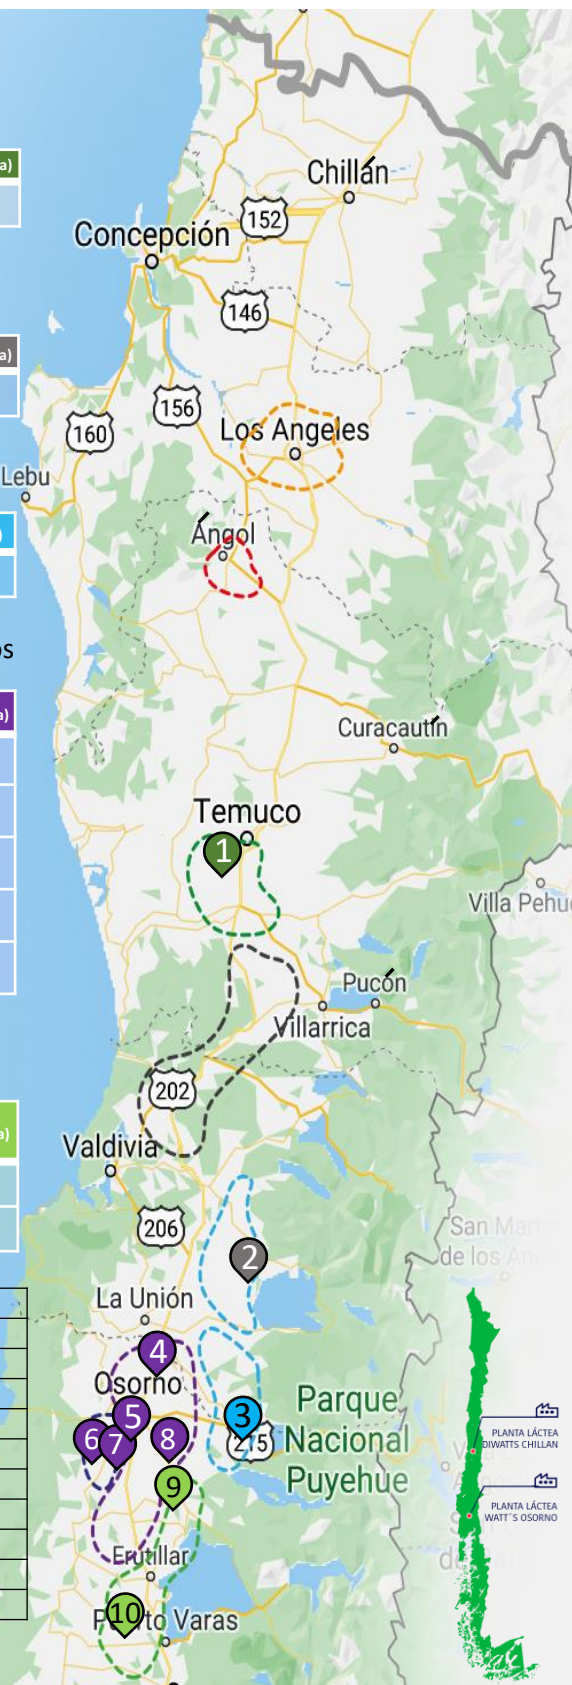 a)
Chillán
Concepción
152
146
a)
156
160
Los Angeles
Lebu
)
Angol
os
a)
Curacautín
Temuco
1
Villa Pehu
Pucón
Villarrica
202
a)
Valdivia
206
San Mart
de los An
2
La Unión
4
Osorno
3
5
6
7
8
215
Parque
Nacional
Puyehue
9
PLANTA LÁCTEA
DIWATTS CHILLAN
PLANTA LÁCTEA
WATT´S OSORNO
Frutillar
10
Puerto Varas